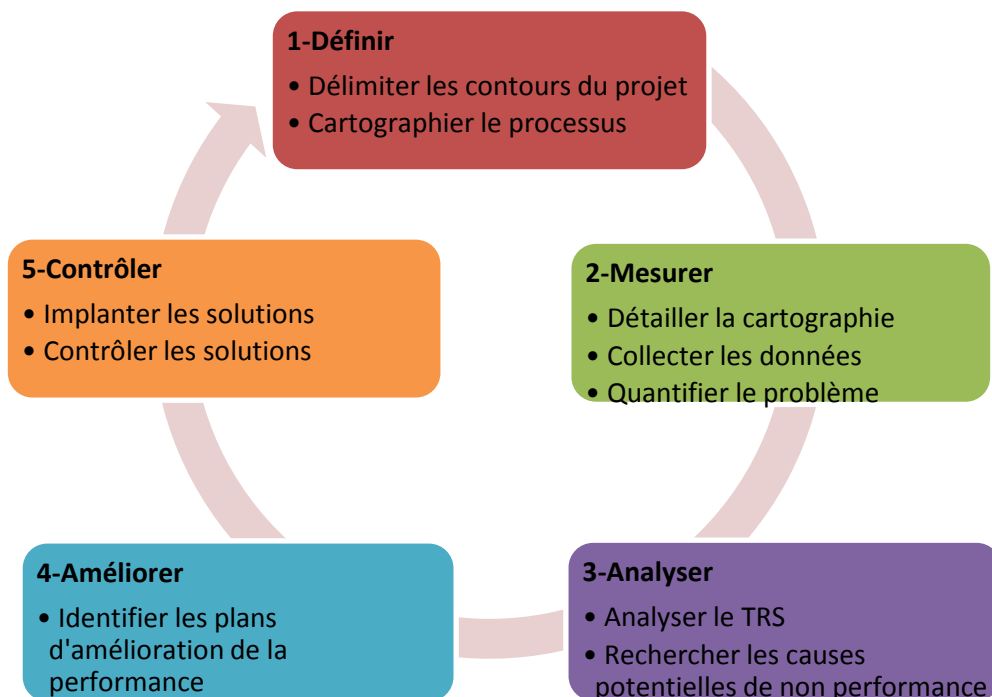 1-Définir
• Délimiter les contours du projet
• Cartographier le processus
2-Mesurer
• Détailler la cartographie
• Collecter les données
• Quantifier le problème
3-Analyser
• Analyser le TRS
• Rechercher les causes
potentielles de non performance
4-Améliorer
• Identifier les plans
d'amélioration de la
performance
5-Contrôler
• Implanter les solutions
• Contrôler les solutions